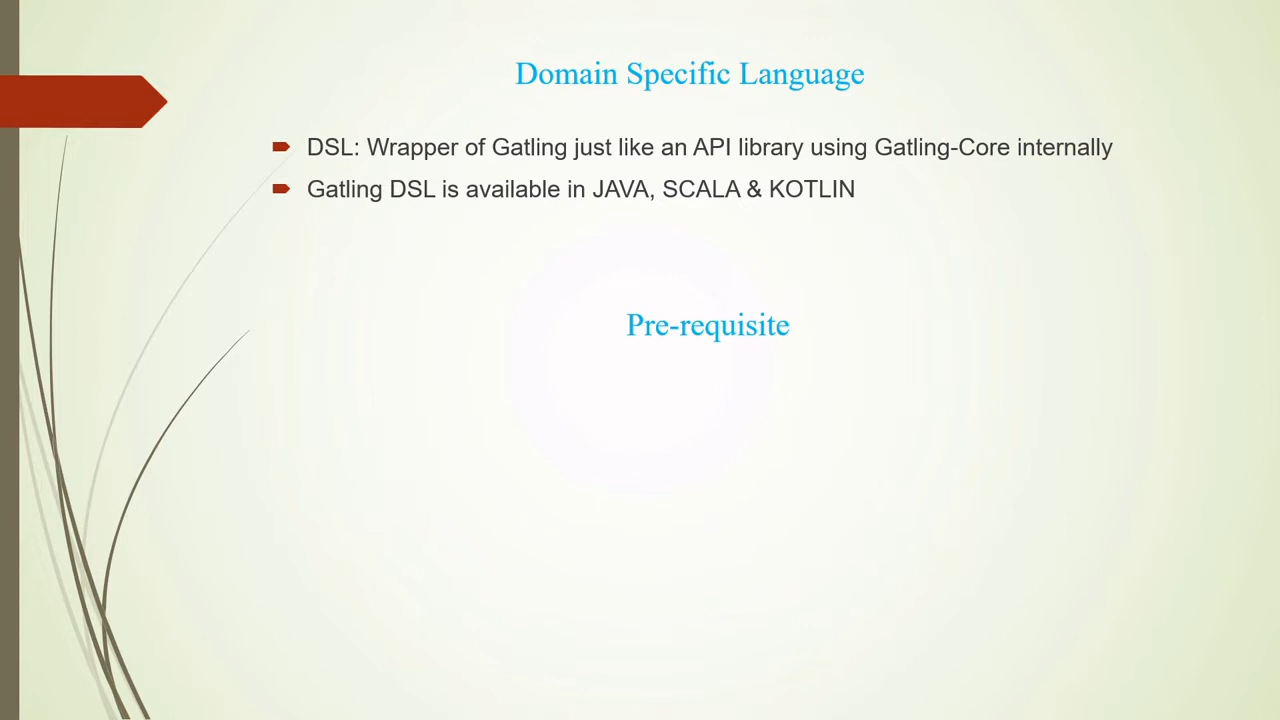 Domain Specific Language
DSL: Wrapper of Gatling just like an API library using Gatling-Core internally
Gatling DSL is available in JAVA, SCALA & KOTLIN
Pre-requisite